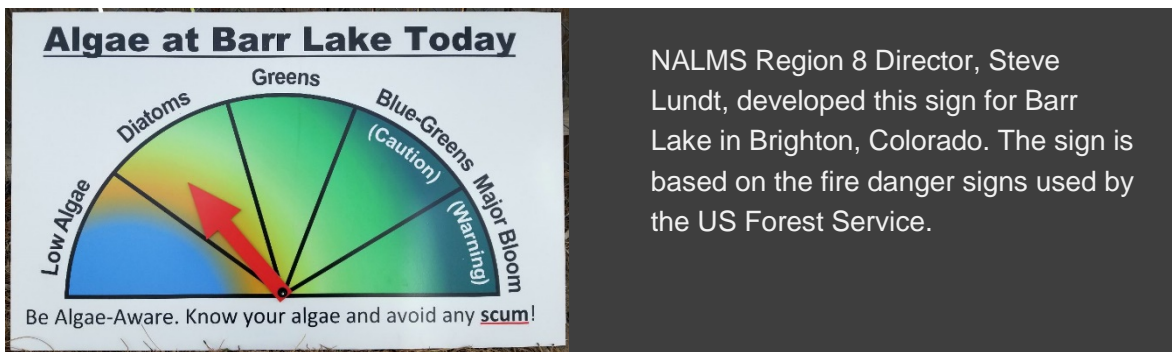 Algae at Barr Lake Today
Low Algae
Diatoms
Greens
Blue-Greens
(Caution)
Major Bloom
(Warning)
Be Algae-Aware. Know your algae and avoid any scum!
NALMS Region 8 Director, Steve
Lundt, developed this sign for Barr
Lake in Brighton, Colorado. The sign is
based on the fire danger signs used by
the US Forest Service.